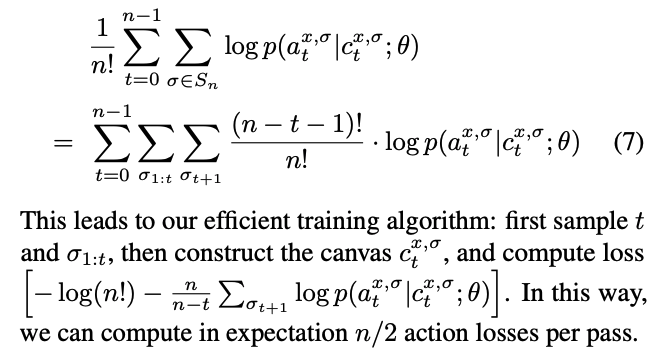 \frac{1}{n!} \sum_{t=0}^{n-1} \sum_{\sigma \in S_n} \log p(a_t^{x,\sigma} | c_t^{x,\sigma}; \theta)
= \sum_{t=0}^{n-1} \sum_{\sigma_{1:t}} \sum_{\sigma_{t+1}} \frac{(n-t-1)!}{n!} \cdot \log p(a_t^{x,\sigma} | c_t^{x,\sigma}; \theta) (7)
This leads to our efficient training algorithm: first sample t
and \sigma_{1:t}, then construct the canvas c_t^{x,\sigma}, and compute loss
\left[ -\log(n!) - \frac{n}{n-t} \sum_{\sigma_{t+1}} \log p(a_t^{x,\sigma} | c_t^{x,\sigma}; \theta) \right]. In this way,
we can compute in expectation n/2 action losses per pass.